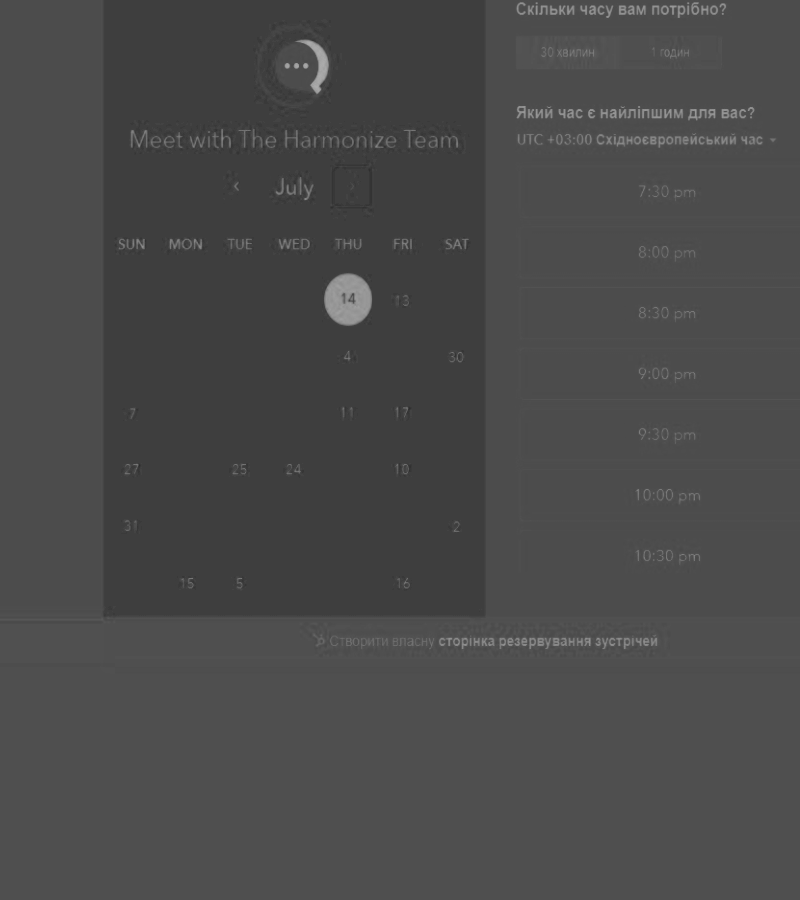 Meet with The Harmonize Team
‹ July ›
SUN MON TUE WED THU FRI SAT
14 13
4 30
7 11 17
27 25 24 10
31 2
15 5 16
Скільки часу вам потрібно?
30 хвилин 1 годин
Який час є найліпшим для вас?
UTC +03:00 Східноєвропейський час
7:30 pm
8:00 pm
8:30 pm
9:00 pm
9:30 pm
10:00 pm
10:30 pm
Створити власну сторінка резервування зустрічей